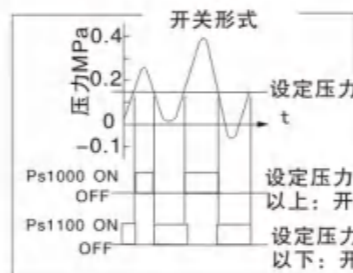 开关形式
压力MPa
0.4
0.2
0
-0.1
设定压力
t
Ps1000 ON
OFF
设定压力
以上：开
Ps1100 ON
OFF
设定压力
以下：开